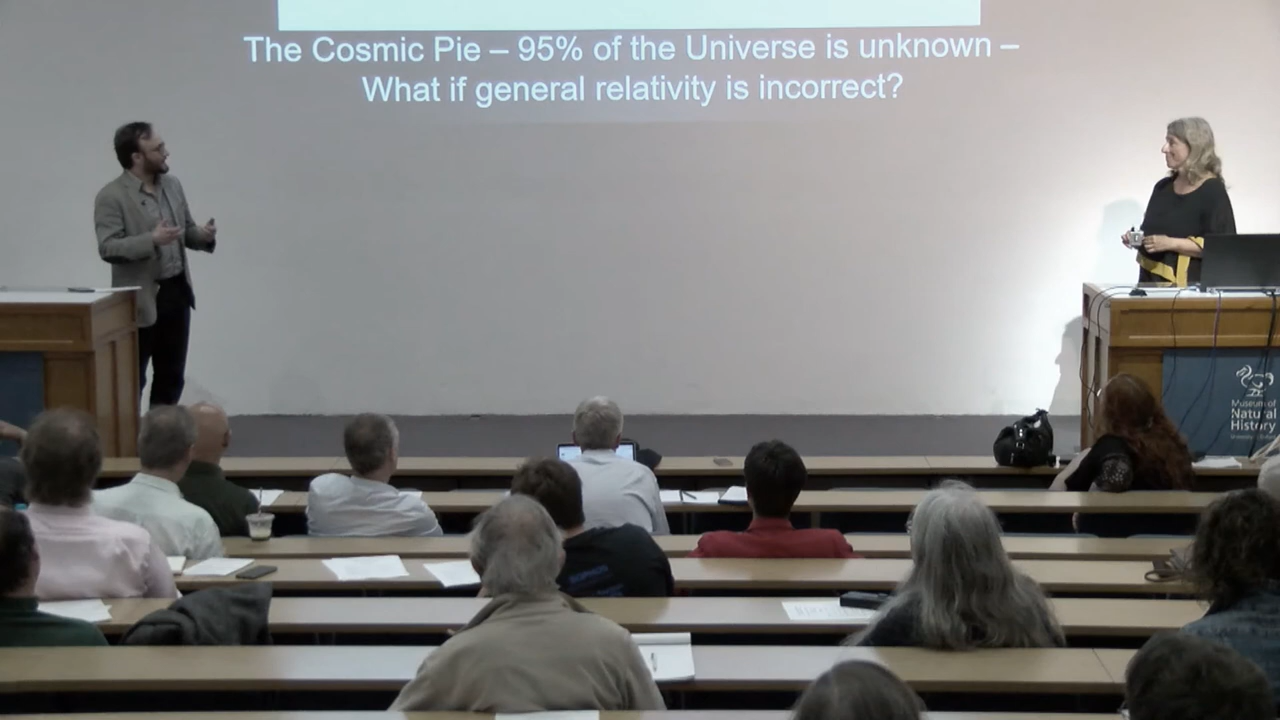 The Cosmic Pie – 95% of the Universe is unknown –
What if general relativity is incorrect?
Museum of
Natural
History